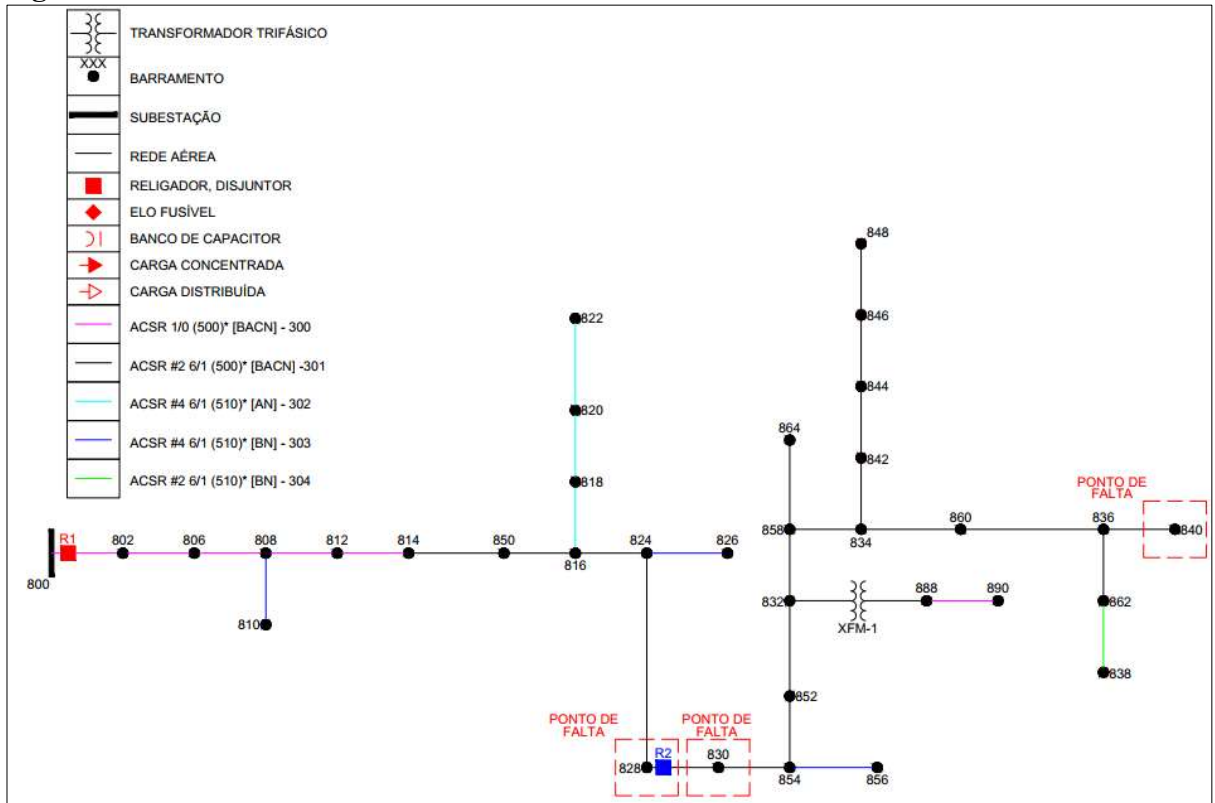 TRANSFORMADOR TRIFÁSICO
XXX
BARRAMENTO
SUBESTAÇÃO
REDE AÉREA
RELIGADOR, DISJUNTOR
ELO FUSÍVEL
BANCO DE CAPACITOR
CARGA CONCENTRADA
CARGA DISTRIBUÍDA
ACSR 1/0 (500)* [BACN] - 300
ACSR #2 6/1 (500)* [BACN] -301
ACSR #4 6/1 (510)* [AN] - 302
ACSR #4 6/1 (510)* [BN] - 303
ACSR #2 6/1 (510)* [BN] - 304
848
846
844
842
822
820
818
864
PONTO DE
FALTA
858
834
860
836
840
R1
800
802
806
808
812
814
850
816
824
826
810
832
XFM-1
888
890
862
838
852
PONTO DE
FALTA
PONTO DE
FALTA
828
R2
830
854
856